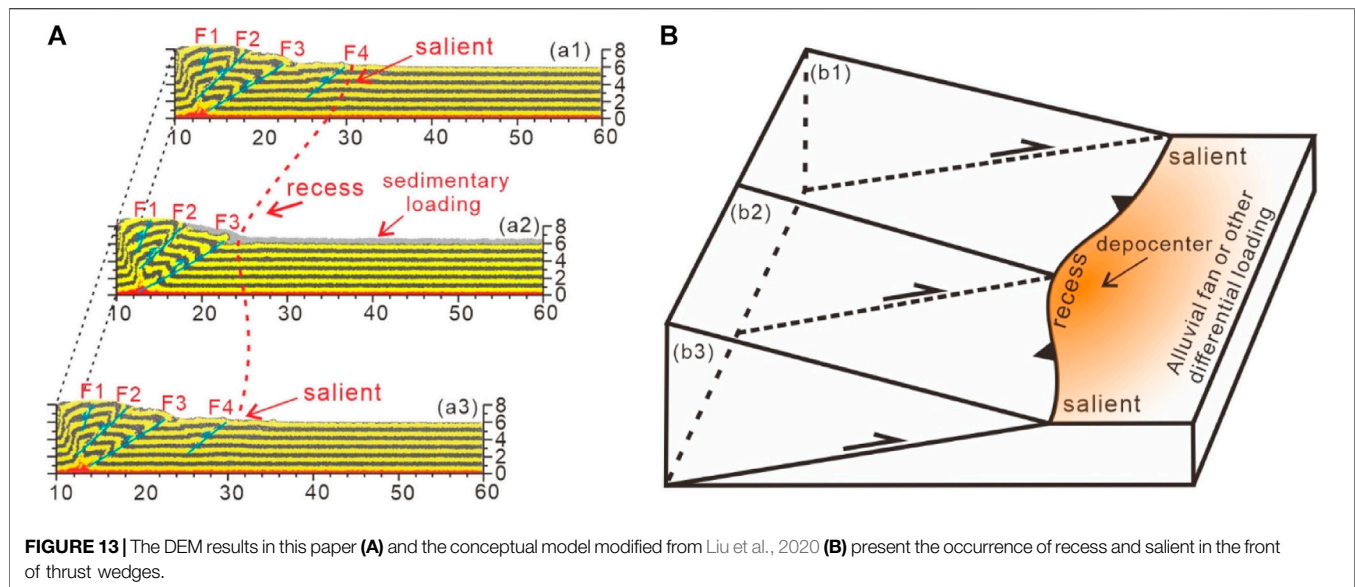 A
F1 F2 F3 F4 salient (a1)
8
6
4
2
0
10 20 30 40 50 60
recess
sedimentary
loading
F1 F2 F3 (a2)
8
6
4
2
0
10 20 30 40 50 60
salient
F1 F2 F3 F4 (a3)
8
6
4
2
0
10 20 30 40 50 60
B
(b1)
salient
(b2)
depocenter
recess
Alluvial fan or other
differential loading
(b3)
salient
FIGURE 13 | The DEM results in this paper (A) and the conceptual model modified from Liu et al., 2020 (B) present the occurrence of recess and salient in the front
of thrust wedges.